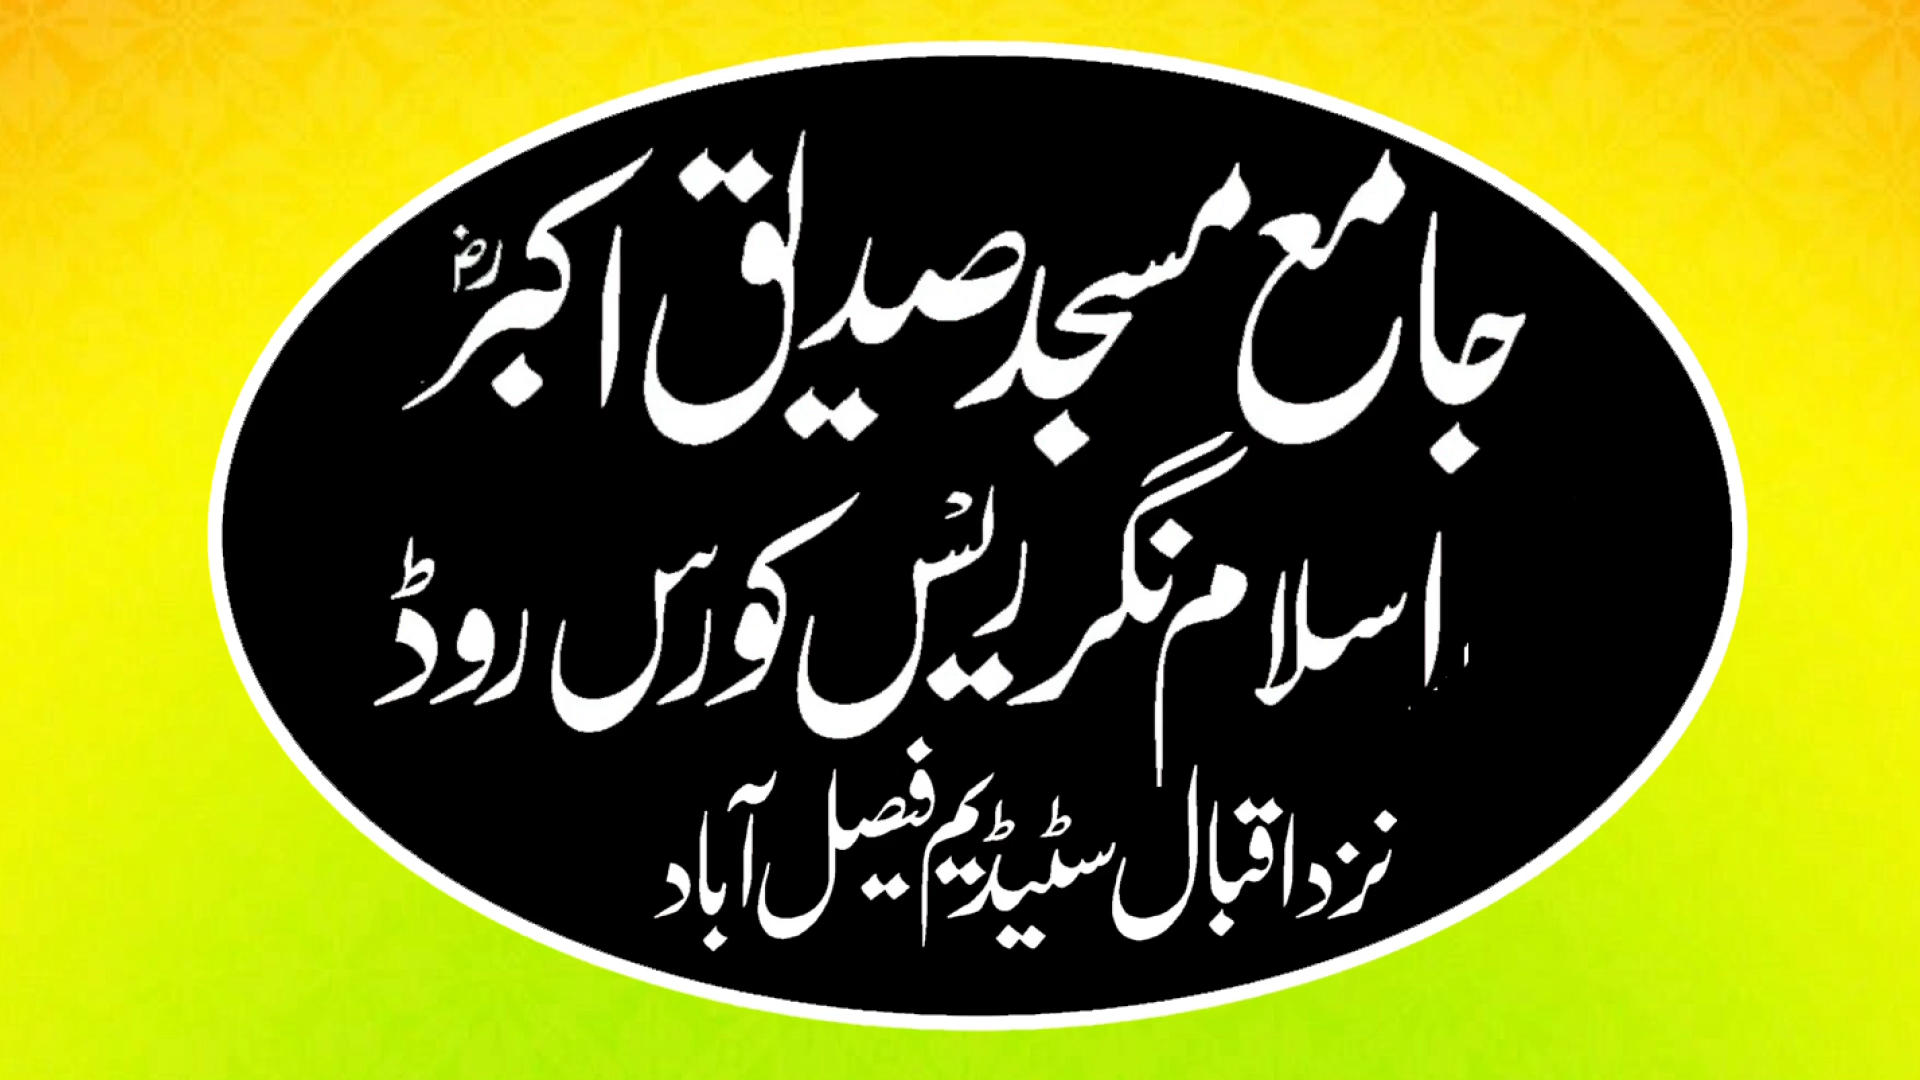 جامع مسجد صدیق اکبرؓ
اسلام نگر ریس کورس روڈ
نزد اقبال سٹیڈیم فیصل آباد